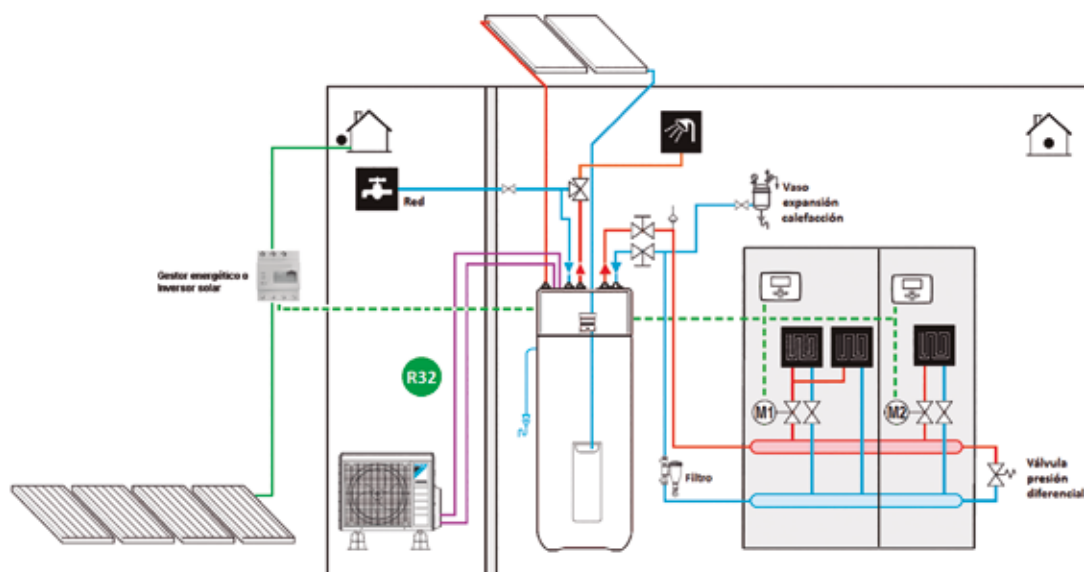 Red
Vaso
expansión
calefacción
Gestor energético o
Inversor solar
R32
M1
M2
Filtro
Válvula
presión
diferencial